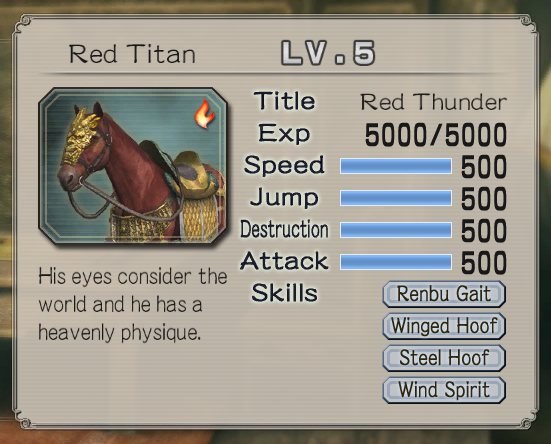 Red Titan LV.5
Title Red Thunder
Exp 5000/5000
Speed 500
Jump 500
Destruction 500
Attack 500
Skills Renbu Gait
Winged Hoof
Steel Hoof
Wind Spirit
His eyes consider the
world and he has a
heavenly physique.